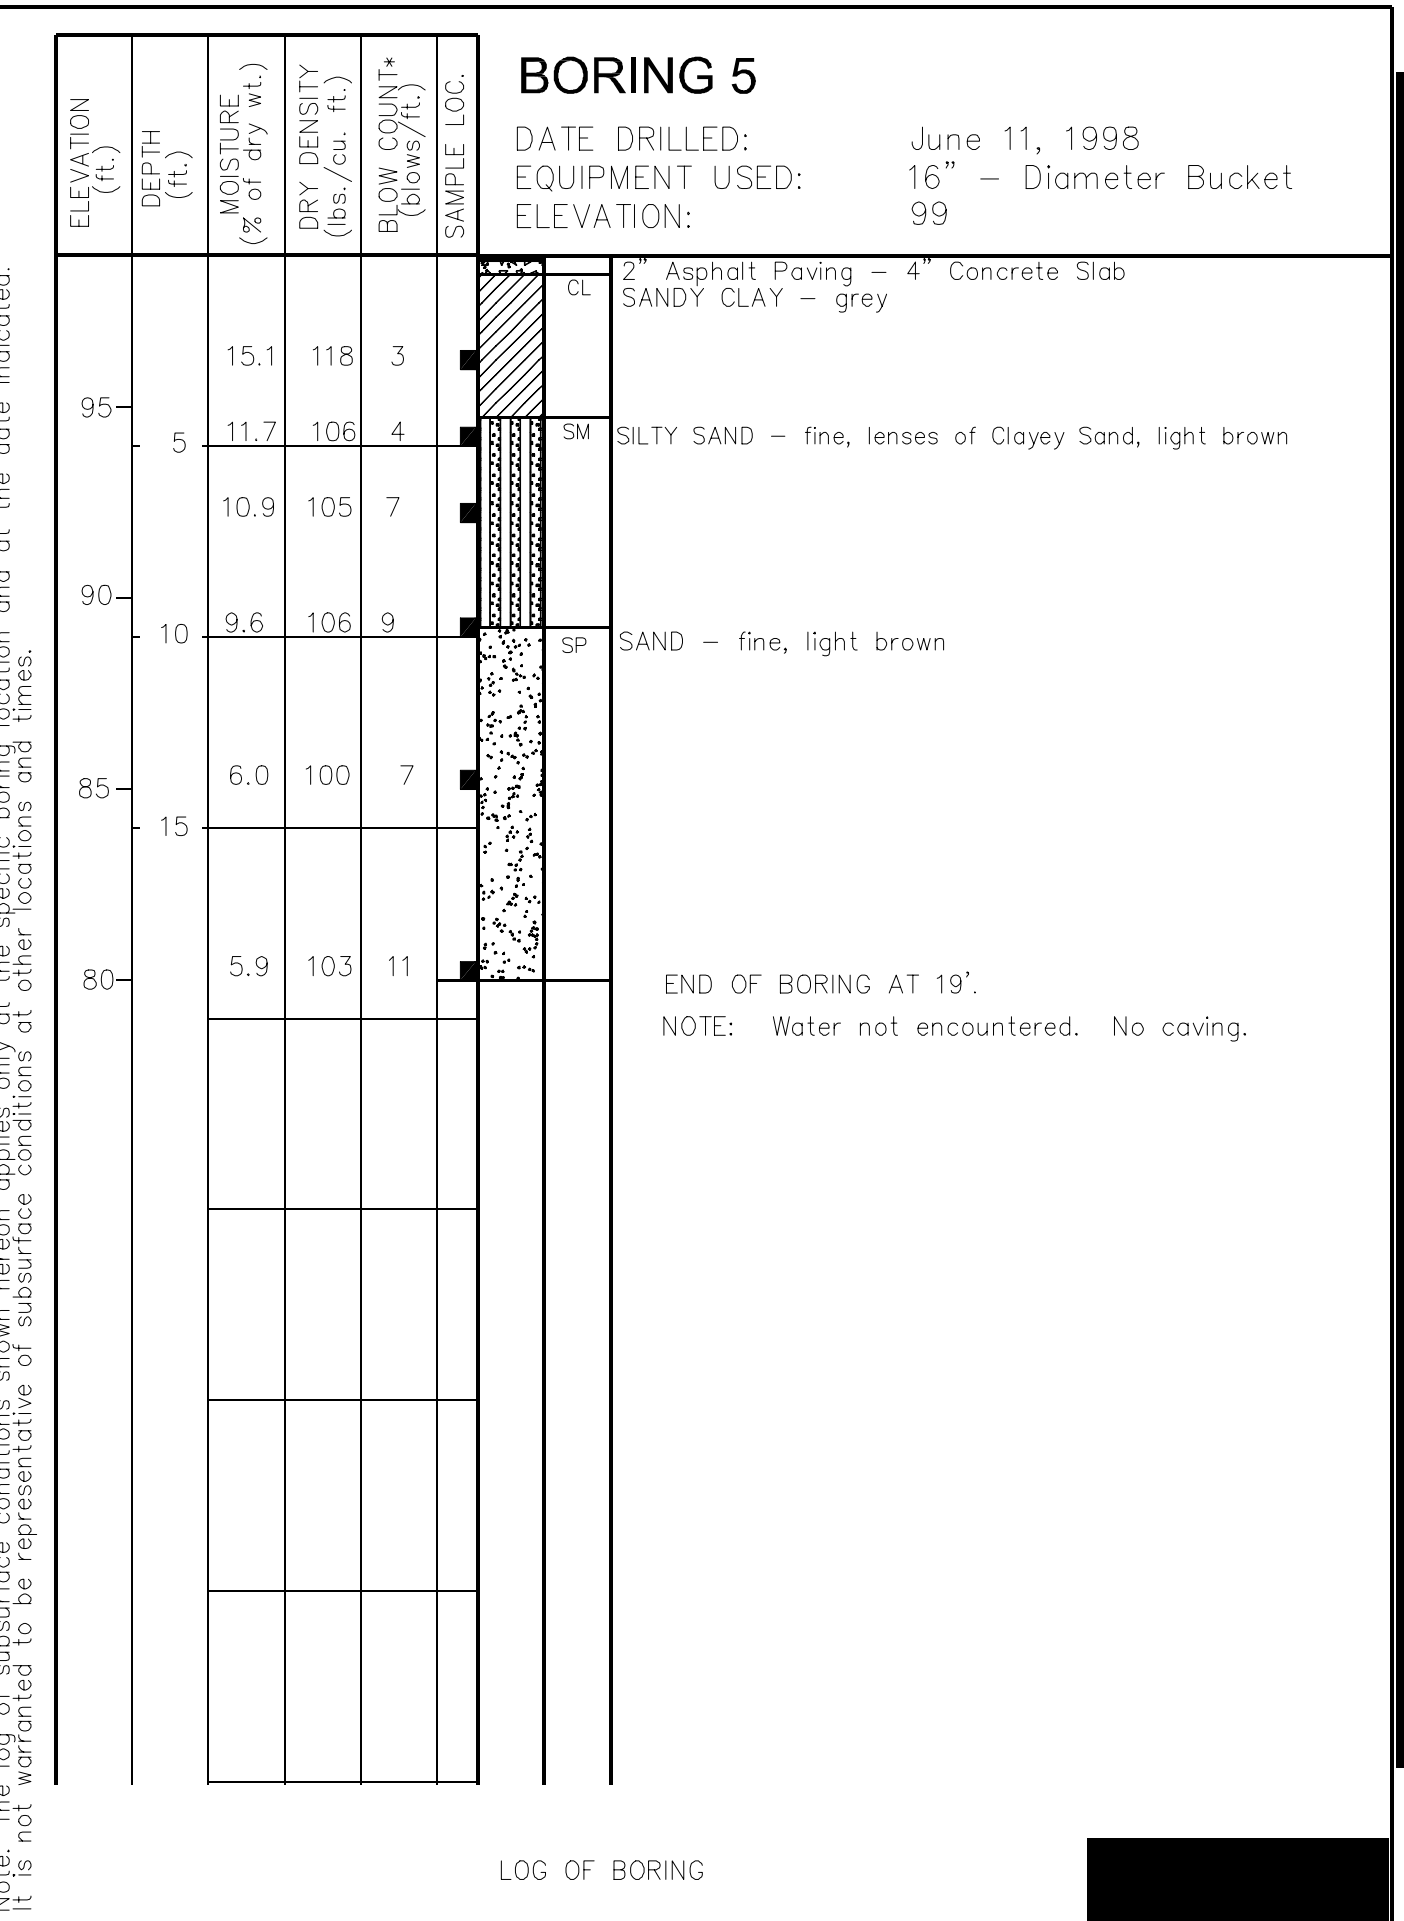 BORING 5
DATE DRILLED: June 11, 1998
EQUIPMENT USED: 16" – Diameter Bucket
ELEVATION: 99
ELEVATION
(ft.)
DEPTH
(ft.)
MOISTURE
(% of dry wt.)
DRY DENSITY
(lbs./cu. ft.)
BLOW COUNT*
(blows/ft.)
SAMPLE LOC.
2" Asphalt Paving – 4" Concrete Slab
CL SANDY CLAY – grey
15.1 118 3
95
11.7 106 4 SM SILTY SAND – fine, lenses of Clayey Sand, light brown
5
10.9 105 7
90
9.6 106 9
10 SP SAND – fine, light brown
6.0 100 7
85
15
5.9 103 11
80 END OF BORING AT 19'.
NOTE: Water not encountered. No caving.
Note: The log of subsurface conditions shown hereon applies only at the specific boring location and at the date indicated.
It is not warranted to be representative of subsurface conditions at other locations and times.
LOG OF BORING